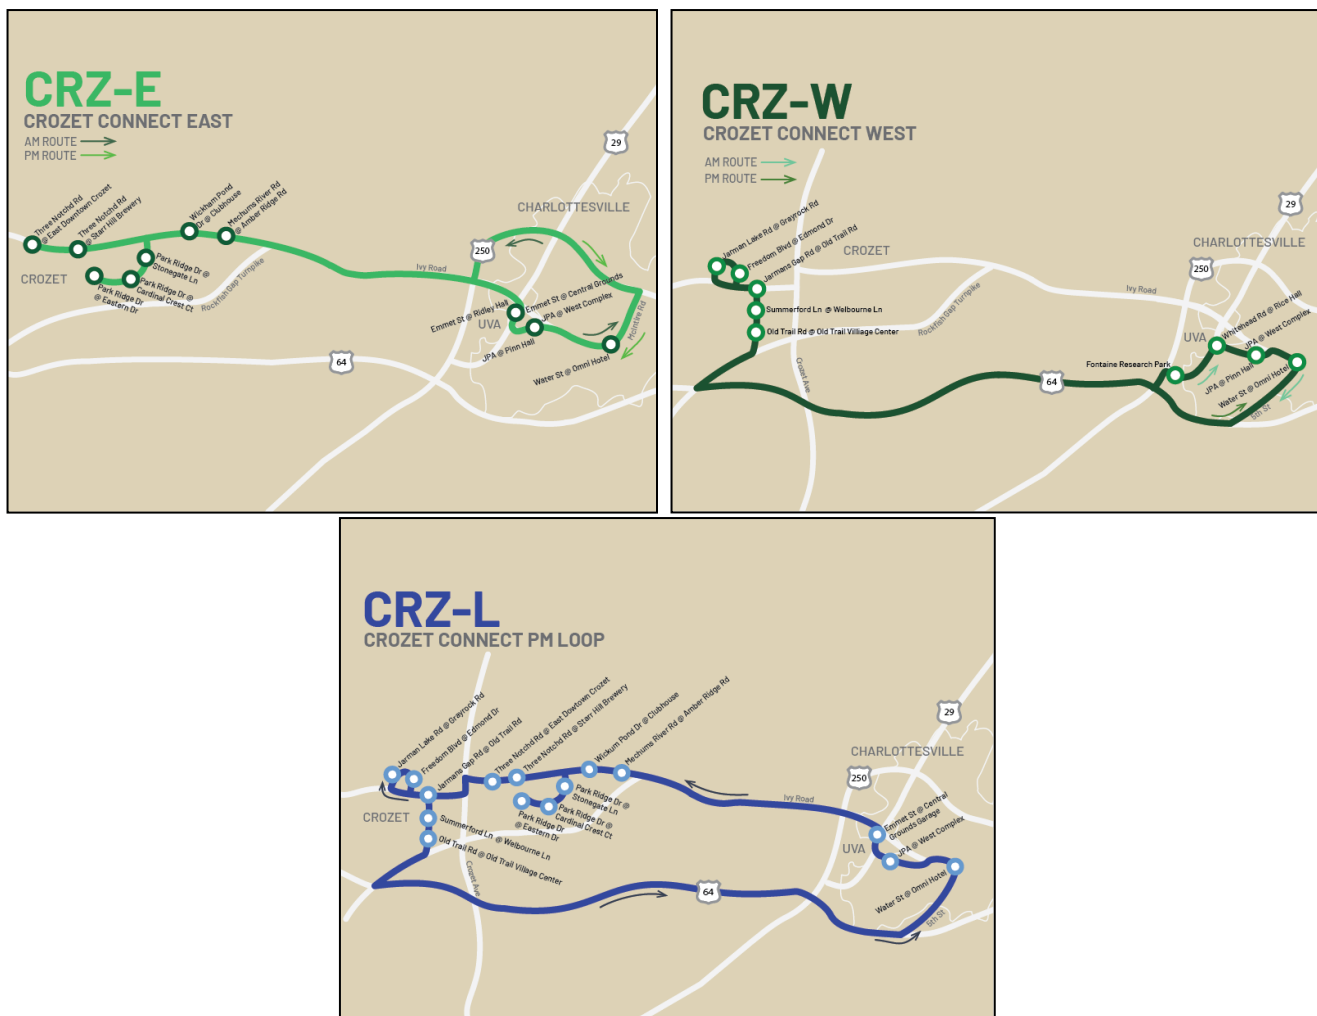 CRZ-E
CROZET CONNECT EAST
AM ROUTE
PM ROUTE
29
CHARLOTTESVILLE
250
Three Notchd Rd
@ East Downtown Crozet
Three Notchd Rd
@ Starr Hill Brewery
Wickham Pond
Dr @ Clubhouse
Mechums River Rd
@ Amber Ridge Rd
CROZET
Park Ridge Dr @
Stonegate Ln
Park Ridge Dr @
Cardinal Crest Ct
Park Ridge Dr
@ Eastern Dr
Rockfish Gap Turnpike
Ivy Road
Emmet St @ Ridley Hall
Emmet St @ Central Grounds
UVA
JPA @ West Complex
JPA @ Pinn Hall
McIntire Rd
Water St @ Omni Hotel
64
CRZ-W
CROZET CONNECT WEST
AM ROUTE
PM ROUTE
29
CHARLOTTESVILLE
250
Jarman Lake Rd @ Grayrock Rd
Freedom Blvd @ Edmond Dr
Jarmans Gap Rd @ Old Trail Rd
CROZET
Summerford Ln @ Welbourne Ln
Old Trail Rd @ Old Trail Villiage Center
Rockfish Gap Turnpike
Ivy Road
Crozet Ave
UVA
Whitehead Rd @ Rice Hall
JPA @ West Complex
Fontaine Research Park
JPA @ Pinn Hall
Water St @ Omni Hotel
5th St
64
CRZ-L
CROZET CONNECT PM LOOP
29
CHARLOTTESVILLE
250
Jarman Lake Rd @ Grayrock Rd
Freedom Blvd @ Edmond Dr
Jarmans Gap Rd @ Old Trail Rd
Three Notchd Rd @ East Dowtown Crozet
Three Notchd Rd @ Starr Hill Brewery
Wickum Pond Dr @ Clubhouse
Mechums River Rd @ Amber Ridge Rd
Park Ridge Dr @
Stonegate Ln
Park Ridge Dr @
Cardinal Crest Ct
Park Ridge Dr
@ Eastern Dr
CROZET
Summerford Ln @ Welbourne Ln
Old Trail Rd @ Old Trail Village Center
Crozet Ave
Ivy Road
Emmet St @ Central
Grounds Garage
UVA
JPA @ West Complex
Water St @ Omni Hotel
5th St
64